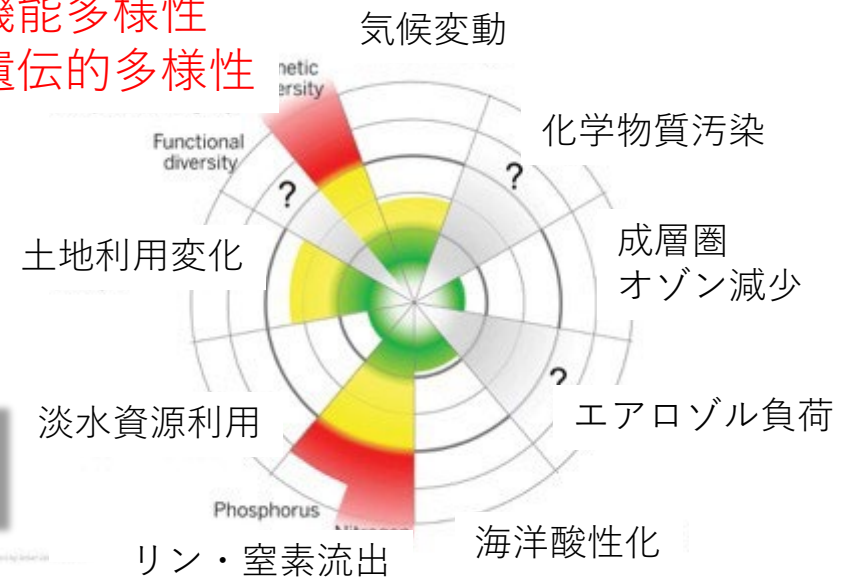 機能多様性
遺伝的多様性
気候変動
Functional
diversity
?
?
化学物質汚染
土地利用変化
成層圏
オゾン減少
?
淡水資源利用
エアロゾル負荷
Phosphorus
リン・窒素流出
海洋酸性化